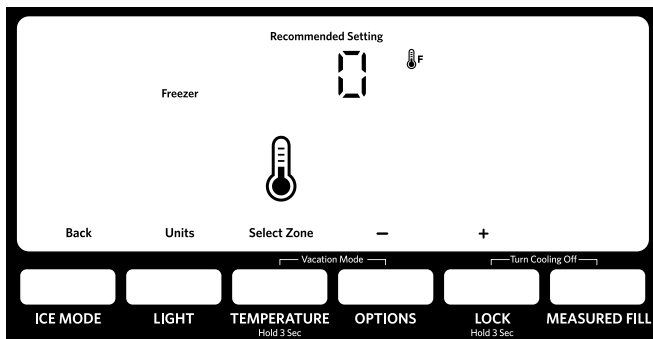 Recommended Setting
0 F
Freezer
Back Units Select Zone − +
Vacation Mode Turn Cooling Off
ICE MODE LIGHT TEMPERATURE OPTIONS LOCK MEASURED FILL
Hold 3 Sec Hold 3 Sec